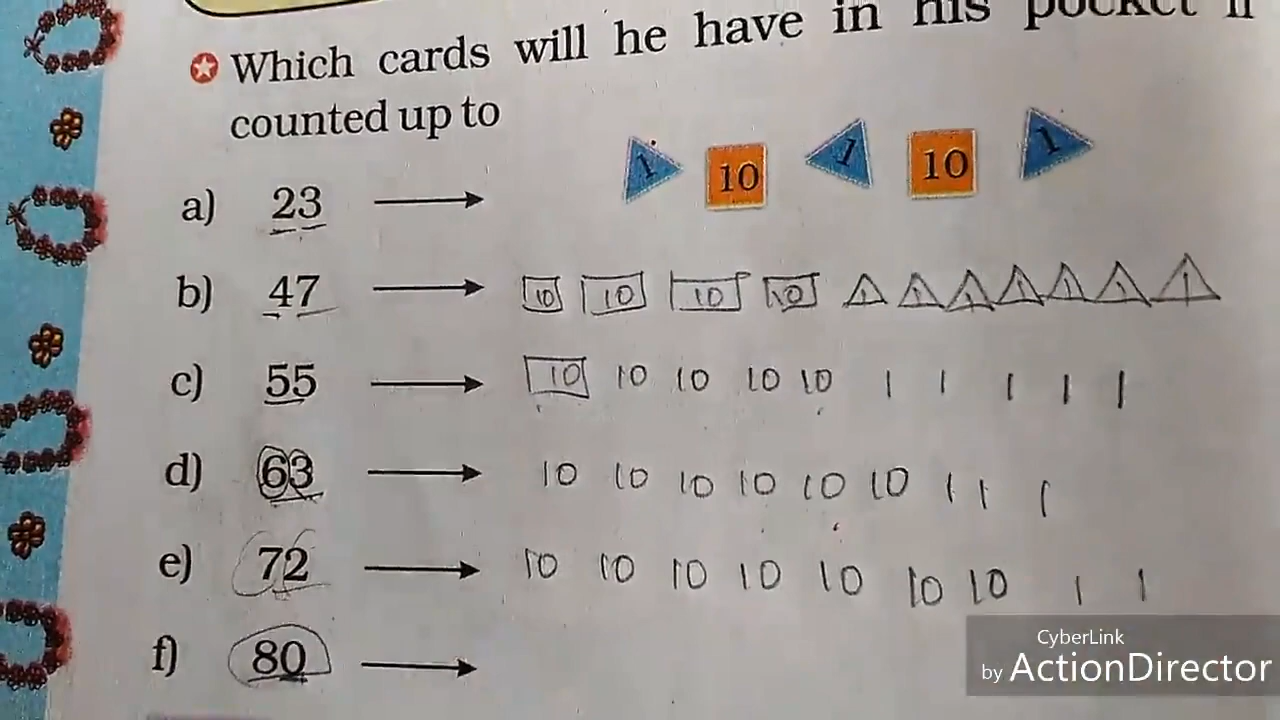 Which cards will he have in his pocket if
counted up to
a) 23 1 10 1 10 1
b) 47 10 10 10 10 1 1 1 1 1 1 1
c) 55 10 10 10 10 10 1 1 1 1 1
d) 63 10 10 10 10 10 10 1 1 1
e) 72 10 10 10 10 10 10 10 1 1
f) 80
CyberLink
by ActionDirector